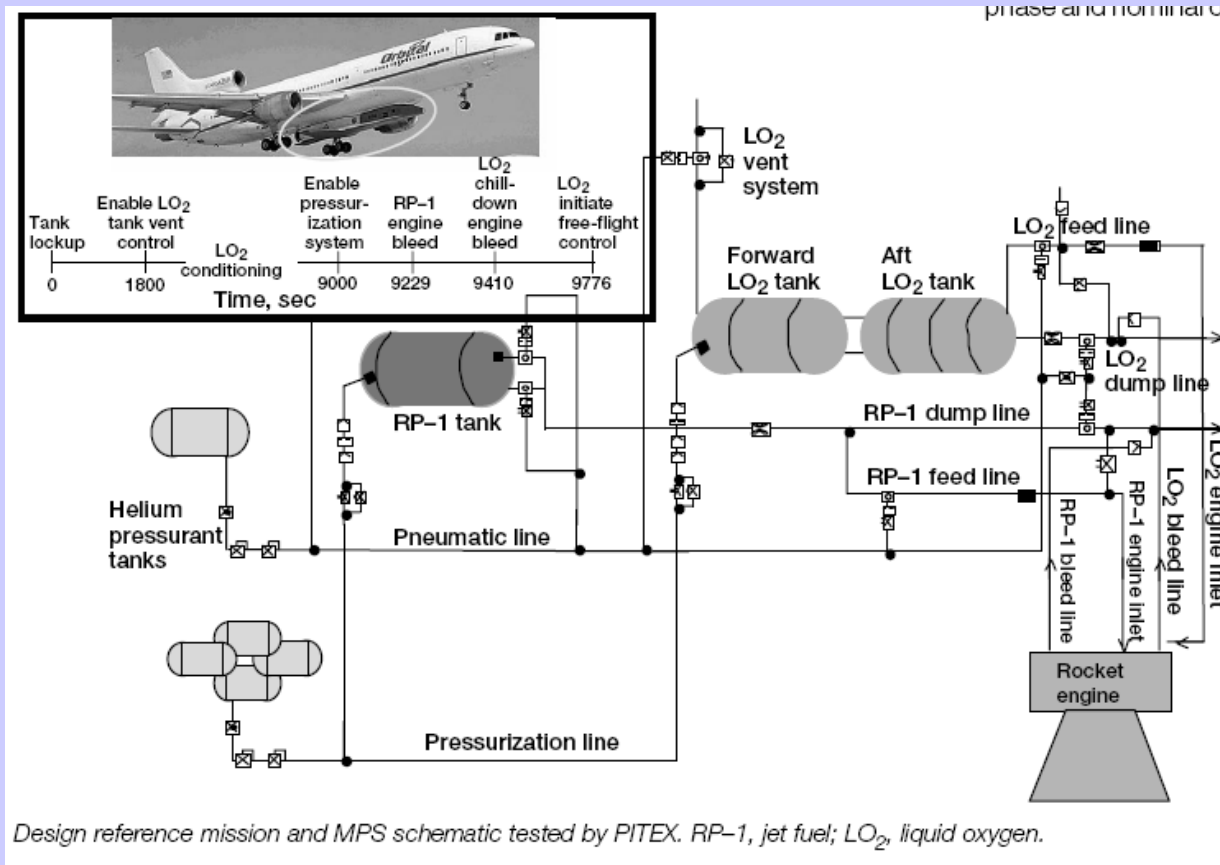 phase and nominal
Orbital
Tank
lockup
Enable LO2
tank vent
control
LO2
conditioning
Enable
pressur-
ization
system
RP–1
engine
bleed
LO2
chill-
down
engine
bleed
LO2
initiate
free-flight
control
0
1800
9000
9229
9410
9776
Time, sec
LO2
vent
system
LO2 feed line
Forward
LO2 tank
Aft
LO2 tank
LO2
dump line
RP–1 tank
RP–1 dump line
RP–1 feed line
Helium
pressurant
tanks
Pneumatic line
RP–1 bleed line
RP–1 engine inlet
LO2 bleed line
LO2 engine inlet
Rocket
engine
Pressurization line
Design reference mission and MPS schematic tested by PITEX. RP–1, jet fuel; LO2, liquid oxygen.